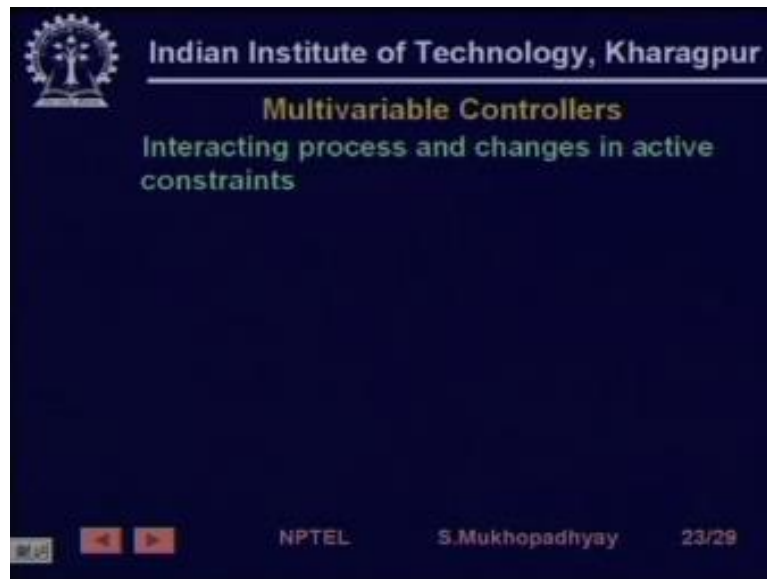 Indian Institute of Technology, Kharagpur
Multivariable Controllers
Interacting process and changes in active
constraints
NPTEL S.Mukhopadhyay 23/29